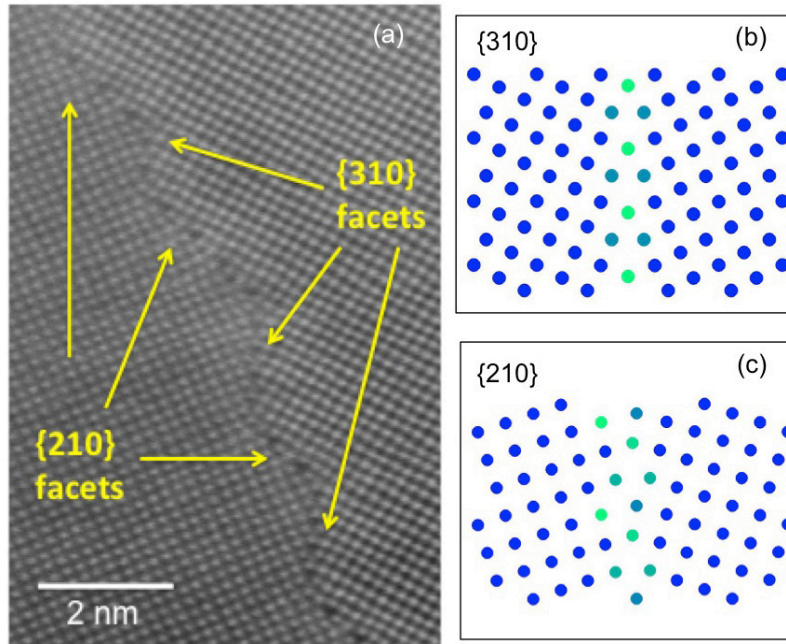 (a)
{310}
facets
{210}
facets
2 nm
{310}
(b)
{210}
(c)